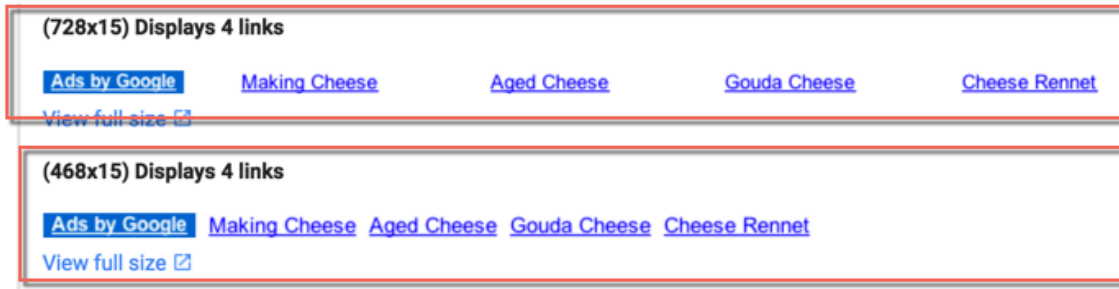 (728x15) Displays 4 links
Ads by Google Making Cheese Aged Cheese Gouda Cheese Cheese Rennet
View full size
(468x15) Displays 4 links
Ads by Google Making Cheese Aged Cheese Gouda Cheese Cheese Rennet
View full size